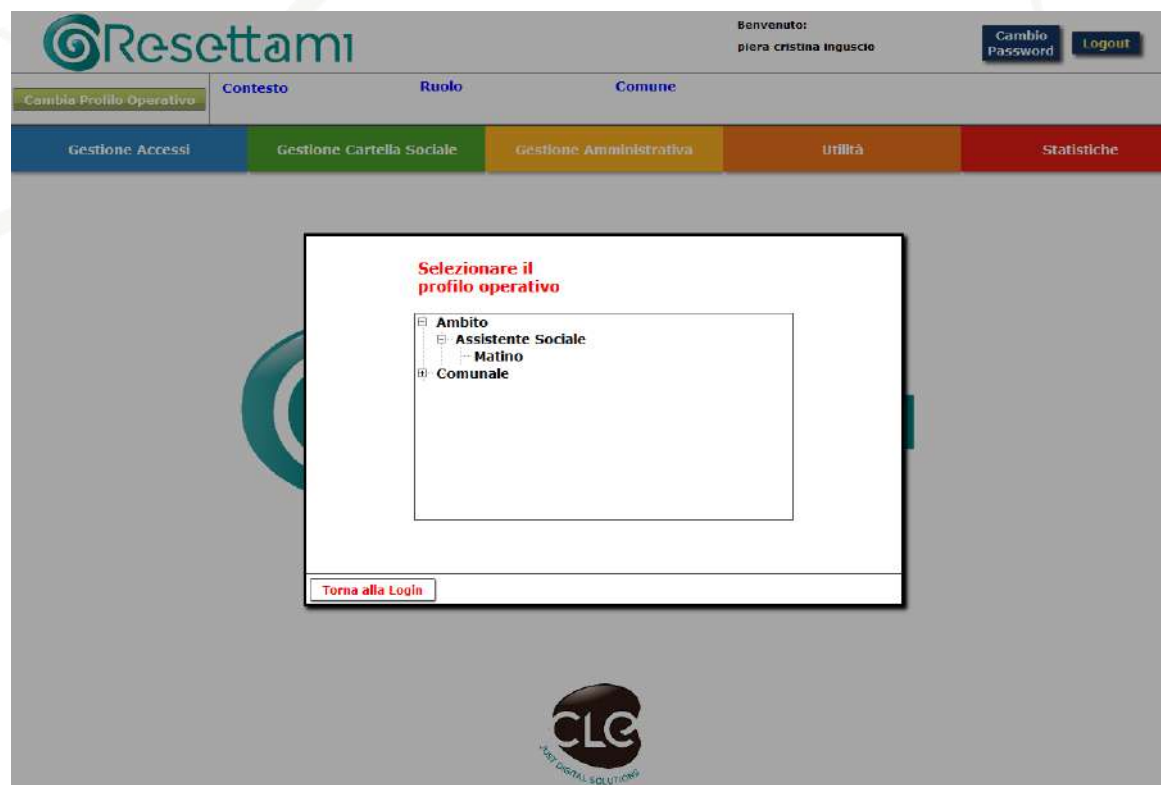 Resettami
Benvenuto:
piera cristina inguscio
Cambio
Password
Logout
Cambia Profilo Operativo
Contesto
Ruolo
Comune
Gestione Accessi
Gestione Cartella Sociale
Gestione Amministrativa
Utilità
Statistiche
Selezionare il
profilo operativo
Ambito
Assistente Sociale
Matino
Comunale
Torna alla Login
CLE
JUST DIGITAL SOLUTIONS